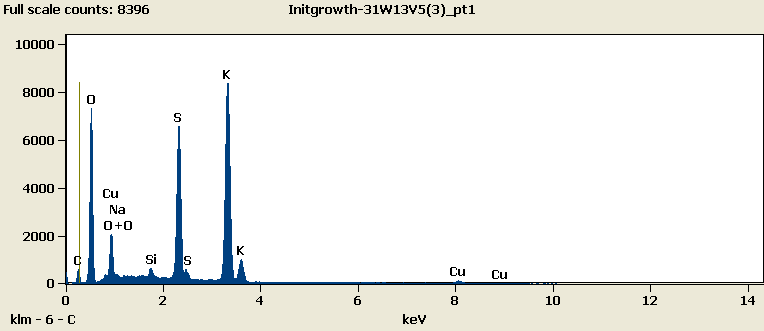 Full scale counts: 8396 Initgrowth-31W13V5(3)_pt1
10000
8000
6000
4000
2000
0
K
O
S
Cu
Na
O+O
C
Si
S
K
Cu
Cu
0 2 4 6 8 10 12 14
klm - 6 - C keV